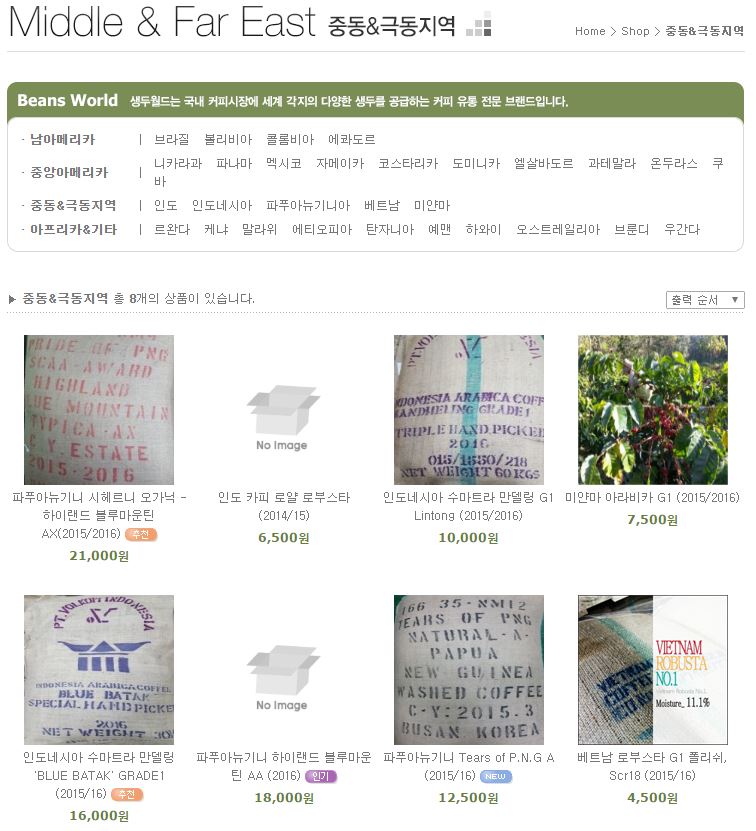 Middle & Far East 중동&극동지역
Home > Shop > 중동&극동지역
Beans World 생두월드는 국내 커피시장에 세계 각지의 다양한 생두를 공급하는 커피 유통 전문 브랜드입니다.
· 남아메리카 | 브라질 볼리비아 콜롬비아 에콰도르
· 중앙아메리카 | 니카라과 파나마 멕시코 자메이카 코스타리카 도미니카 엘살바도르 과테말라 온두라스 쿠
바
· 중동&극동지역 | 인도 인도네시아 파푸아뉴기니아 베트남 미얀마
· 아프리카&기타 | 르완다 케냐 말라위 에티오피아 탄자니아 예맨 하와이 오스트레일리아 브룬디 우간다
중동&극동지역 총 8개의 상품이 있습니다.
출력 순서
PRIDE OF PNG
SCAA-AWARD
HIGHLAND
UE MOUNTAIN
TYPICA-AX
C Y. ESTATE
2015-2016
파푸아뉴기니 시헤르니 오가닉 -
하이랜드 블루마운틴
AX(2015/2016) 추천
21,000원
No Image
인도 카피 로얄 로부스타
(2014/15)
6,500원
NDONESIA ARABICA COFF
MANDHELING GRADE1
TRIPLE HAND PICKED
2016
015/1550/218
NET WEIGHT 60 KGS
인도네시아 수마트라 만델링 G1
Lintong (2015/2016)
10,000원
미얀마 아라비카 G1 (2015/2016)
7,500원
PT. VOLKOPI INDONESIA
INDONESIA ARABICA COFFEE
BLUE BATAK
SPECIAL HAND PICKE
2016
NET WEIGHT 30
인도네시아 수마트라 만델링
'BLUE BATAK' GRADE1
(2015/16) 추천
16,000원
No Image
파푸아뉴기니 하이랜드 블루마운
틴 AA (2016) 인기
18,000원
166 35-NM12
TEARS OF PNG
NATURAL-A-
PAPUA
NEW GUINEA
WASHED COFFEE
C-Y:2015.3
BUSAN. KOREA
파푸아뉴기니 Tears of P.N.G A
(2015/16) NEW
12,500원
VIETNAM
COFFEE
VIETNAM
ROBUSTA
NO.1
Vietnam Robusta No.1
Moisture_ 11.1%
베트남 로부스타 G1 폴리쉬,
Scr18 (2015/16)
4,500원